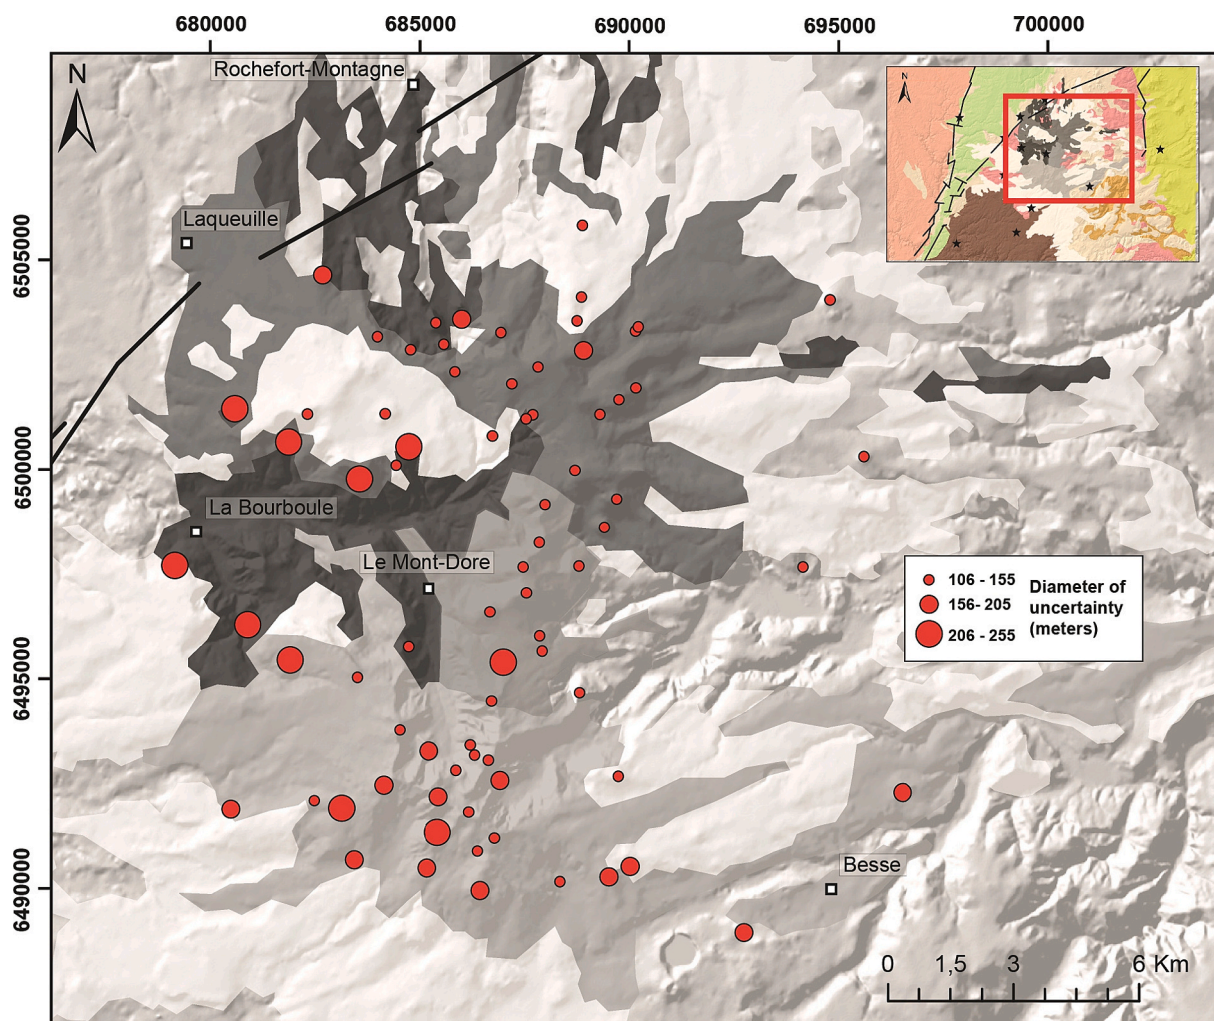 680000 685000 690000 695000 700000
N
Rochefort-Montagne
N
Laqueuille
6505000
6500000
La Bourboule
Le Mont-Dore
106 - 155
156- 205
206 - 255
Diameter of
uncertainty
(meters)
6495000
6490000
Besse
0 1,5 3 6 Km